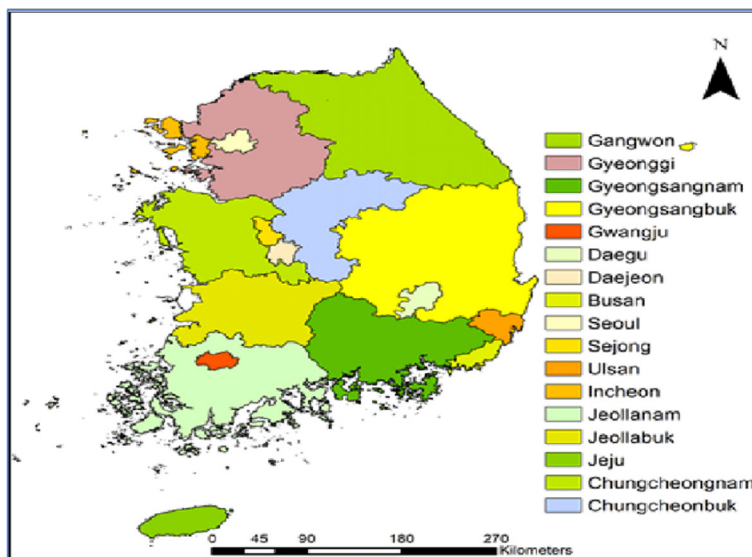 N
Gangwon
Gyeonggi
Gyeongsangnam
Gyeongsangbuk
Gwangju
Daegu
Daejeon
Busan
Seoul
Sejong
Ulsan
Incheon
Jeollanam
Jeollabuk
Jeju
Chungcheongnam
Chungcheonbuk
0 45 90 180 270
Kilometers